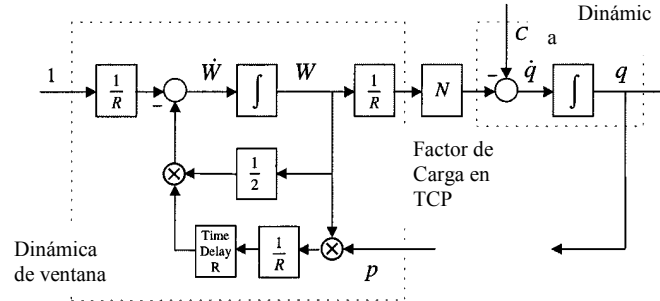 Dinámic
C a
1
1
R
−
Ẇ
∫
W
1
R
N
−
q̇
∫
q
1
2
Factor de
Carga en
TCP
Time
Delay
R
1
R
p
Dinámica
de ventana